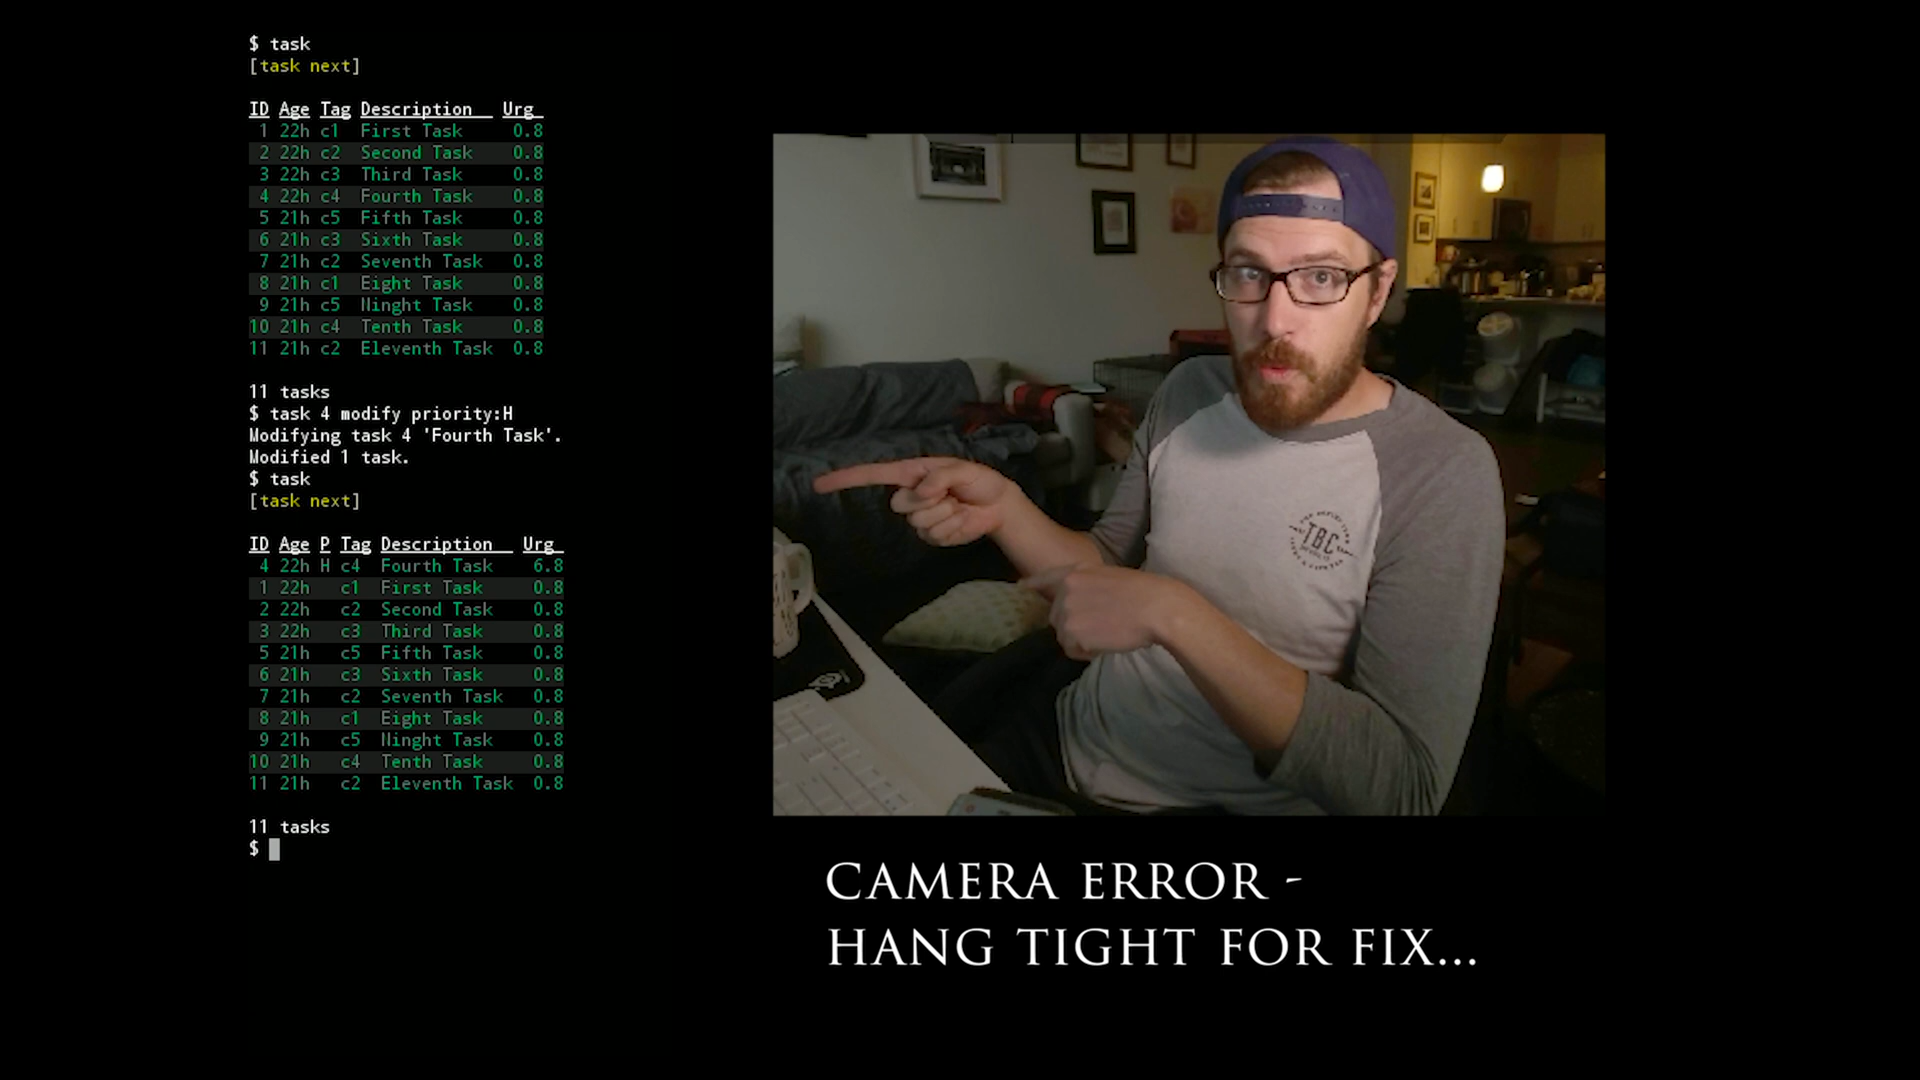 $ task
[task next]
ID Age Tag Description Urg
1 22h c1 First Task 0.8
2 22h c2 Second Task 0.8
3 22h c3 Third Task 0.8
4 22h c4 Fourth Task 0.8
5 21h c5 Fifth Task 0.8
6 21h c3 Sixth Task 0.8
7 21h c2 Seventh Task 0.8
8 21h c1 Eight Task 0.8
9 21h c5 Ninght Task 0.8
10 21h c4 Tenth Task 0.8
11 21h c2 Eleventh Task 0.8
11 tasks
$ task 4 modify priority:H
Modifying task 4 'Fourth Task'.
Modified 1 task.
$ task
[task next]
ID Age P Tag Description Urg
4 22h H c4 Fourth Task 6.8
1 22h c1 First Task 0.8
2 22h c2 Second Task 0.8
3 22h c3 Third Task 0.8
5 21h c5 Fifth Task 0.8
6 21h c3 Sixth Task 0.8
7 21h c2 Seventh Task 0.8
8 21h c1 Eight Task 0.8
9 21h c5 Ninght Task 0.8
10 21h c4 Tenth Task 0.8
11 21h c2 Eleventh Task 0.8
11 tasks
$
TBC
CAMERA ERROR -
HANG TIGHT FOR FIX...